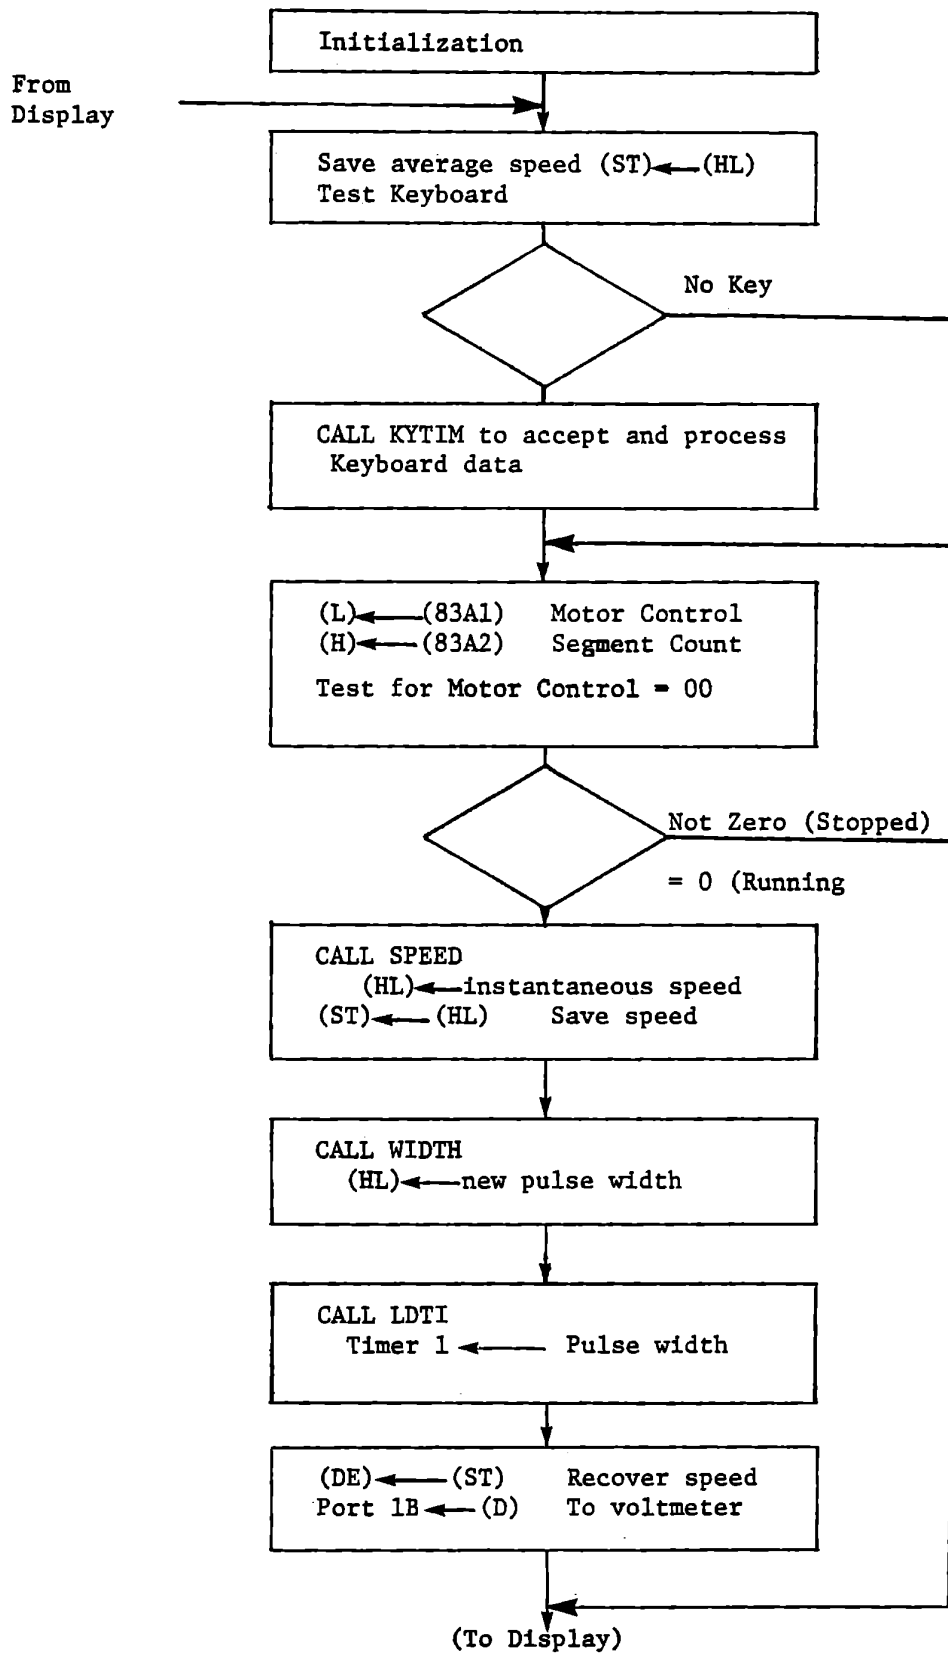 Initialization
From
Display
Save average speed (ST)←(HL)
Test Keyboard
No Key
CALL KYTIM to accept and process
Keyboard data
(L)←(83A1) Motor Control
(H)←(83A2) Segment Count
Test for Motor Control = 00
Not Zero (Stopped)
= 0 (Running
CALL SPEED
(HL)←instantaneous speed
(ST)←(HL) Save speed
CALL WIDTH
(HL)←new pulse width
CALL LDTI
Timer 1 ← Pulse width
(DE)←(ST) Recover speed
Port 1B←(D) To voltmeter
(To Display)